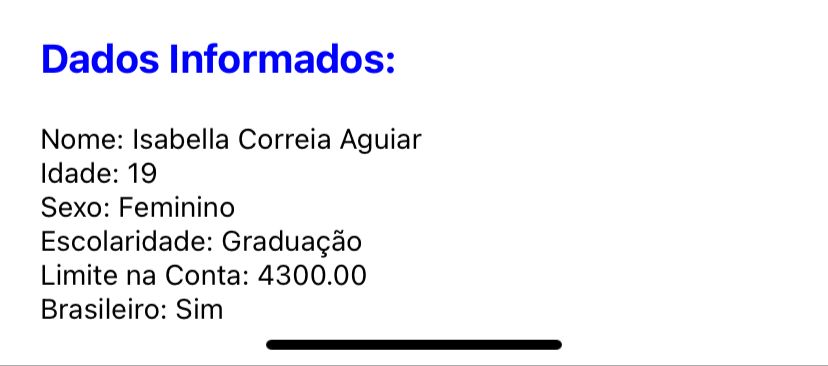 Dados Informados:
Nome: Isabella Correia Aguiar
Idade: 19
Sexo: Feminino
Escolaridade: Graduação
Limite na Conta: 4300.00
Brasileiro: Sim